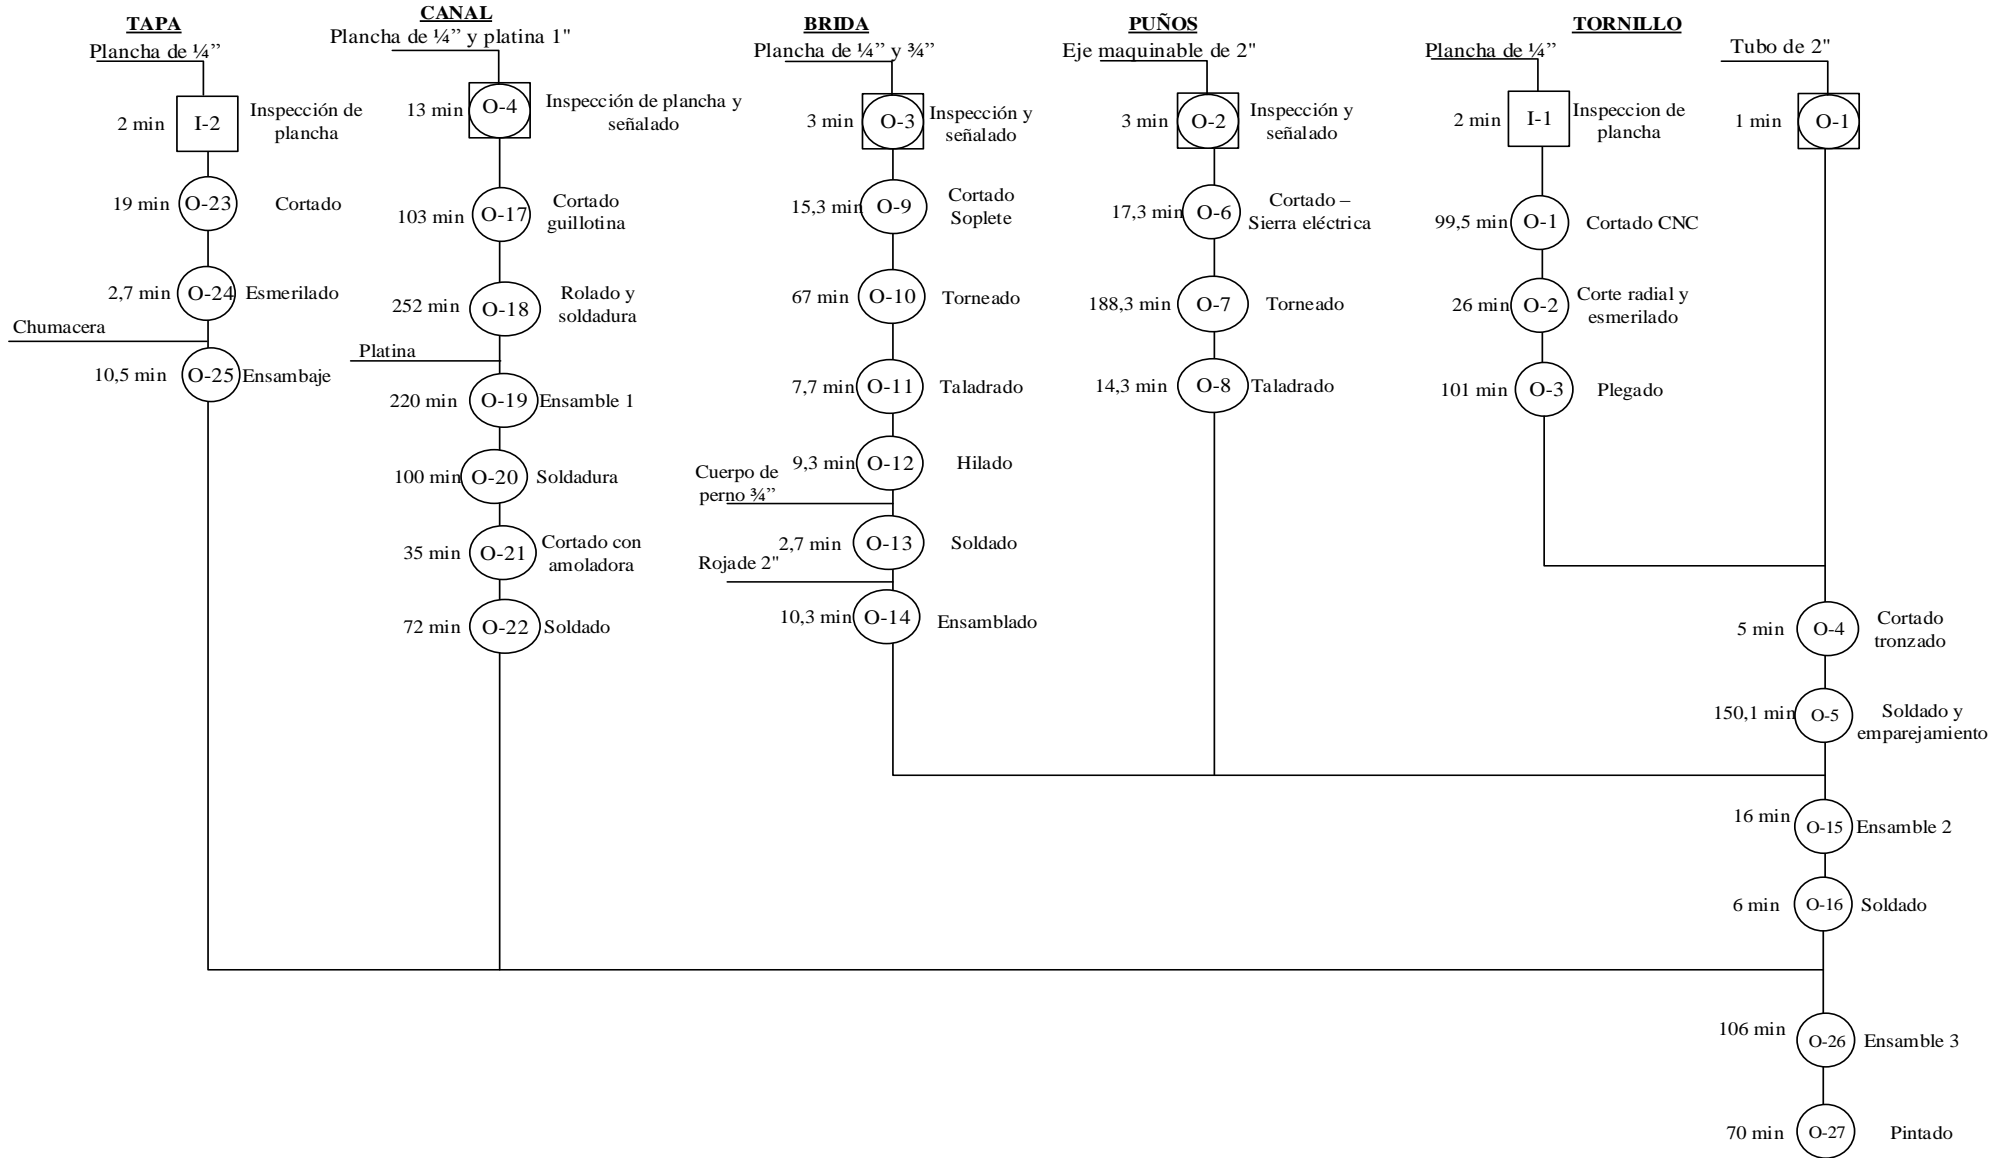 TAPA
Plancha de ¼”
2 min
I-2
Inspección de
plancha
19 min
O-23
Cortado
2,7 min
O-24
Esmerilado
Chumacera
10,5 min
O-25
Ensambaje
CANAL
Plancha de ¼” y platina 1"
13 min
O-4
Inspección de plancha y
señalado
103 min
O-17
Cortado
guillotina
252 min
O-18
Rolado y
soldadura
Platina
220 min
O-19
Ensamble 1
100 min
O-20
Soldadura
35 min
O-21
Cortado con
amoladora
72 min
O-22
Soldado
BRIDA
Plancha de ¼” y ¾”
3 min
O-3
Inspección y
señalado
15,3 min
O-9
Cortado
Soplete
67 min
O-10
Torneado
7,7 min
O-11
Taladrado
9,3 min
O-12
Hilado
Cuerpo de
perno ¾”
2,7 min
O-13
Soldado
Rojade 2"
10,3 min
O-14
Ensamblado
PUÑOS
Eje maquinable de 2"
3 min
O-2
Inspección y
señalado
17,3 min
O-6
Cortado –
Sierra eléctrica
188,3 min
O-7
Torneado
14,3 min
O-8
Taladrado
TORNILLO
Plancha de ¼”
2 min
I-1
Inspeccion de
plancha
99,5 min
O-1
Cortado CNC
26 min
O-2
Corte radial y
esmerilado
101 min
O-3
Plegado
Tubo de 2"
1 min
O-1
5 min
O-4
Cortado
tronzado
150,1 min
O-5
Soldado y
emparejamiento
16 min
O-15
Ensamble 2
6 min
O-16
Soldado
106 min
O-26
Ensamble 3
70 min
O-27
Pintado